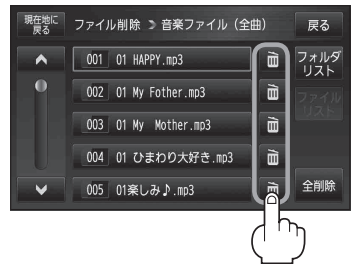 現在地に
戻る
ファイル削除 > 音楽ファイル（全曲）
戻る
001 01 HAPPY.mp3
002 01 My Fother.mp3
003 01 My Mother.mp3
004 01 ひまわり大好き.mp3
005 01楽しみ♪.mp3
フォルダ
リスト
ファイル
リスト
全削除